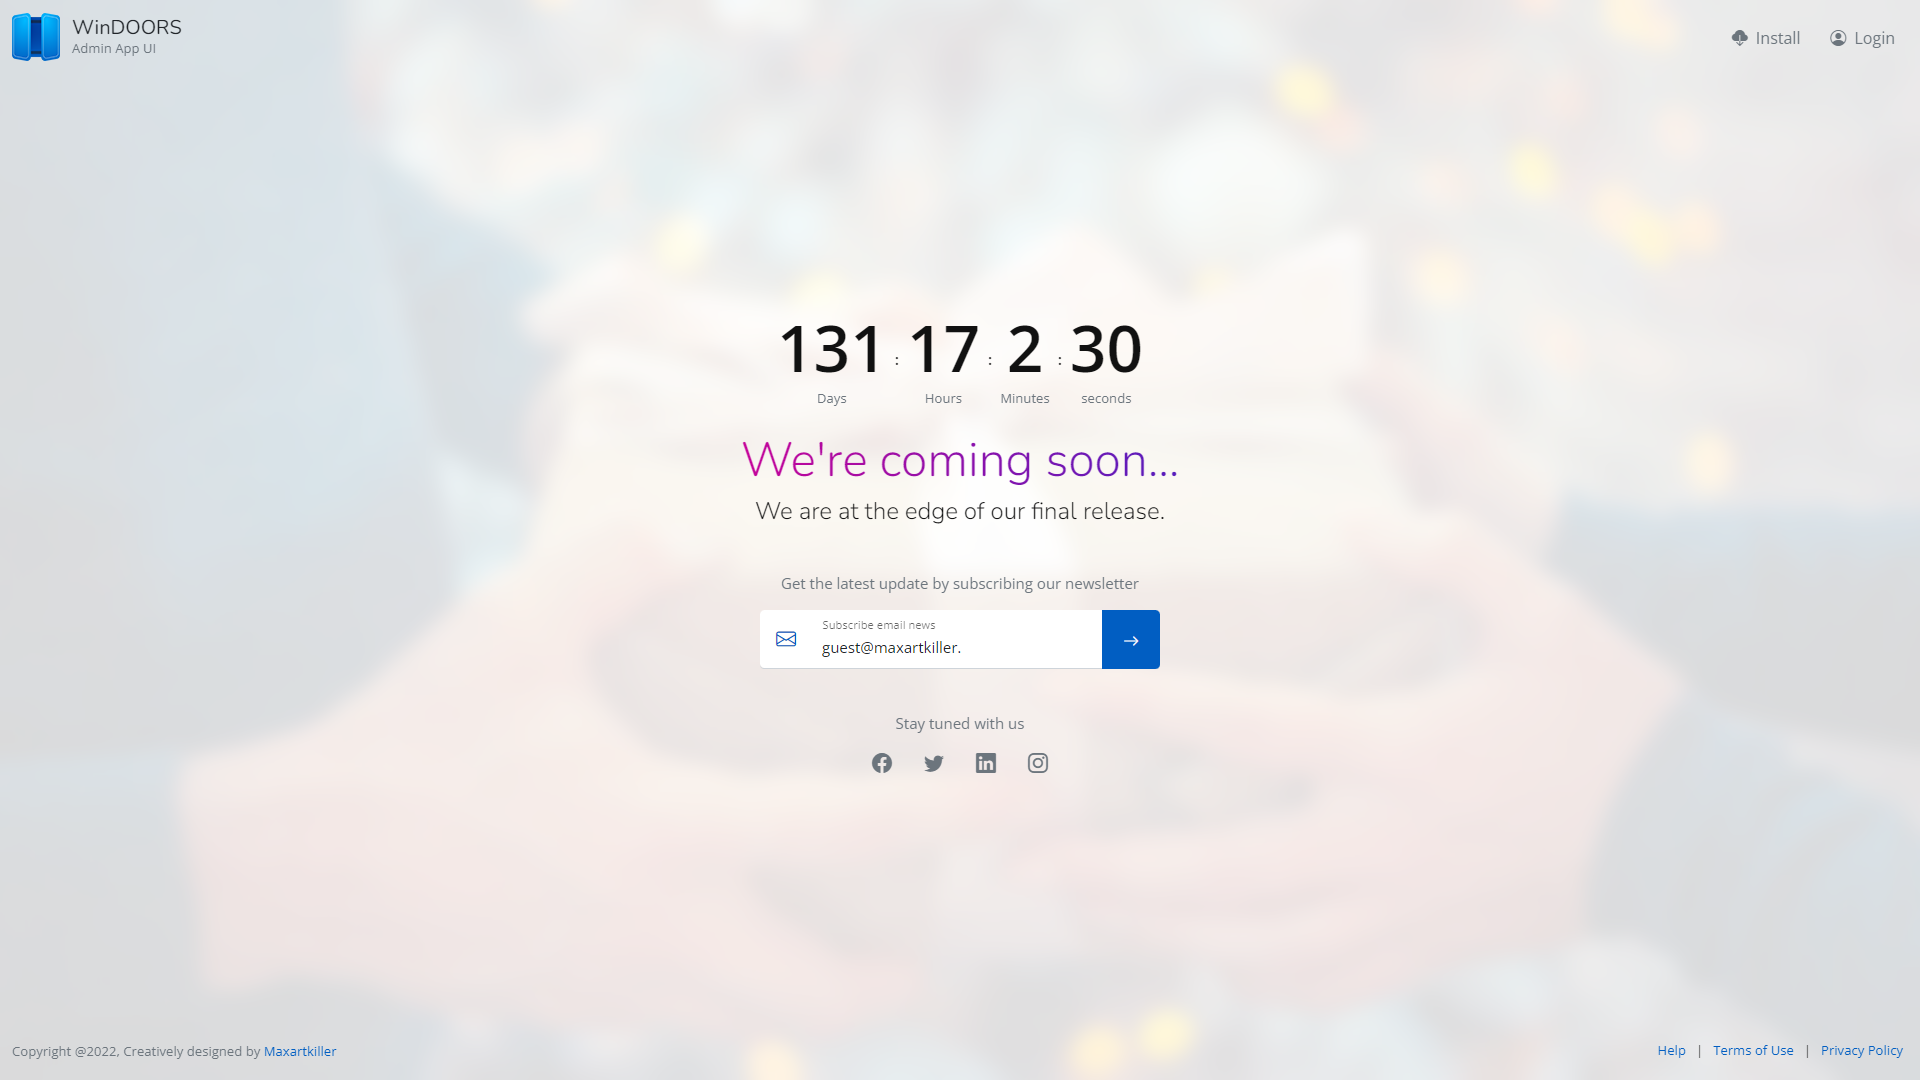 WinDOORS
Admin App UI
Install
Login
131 : 17 : 2 : 30
Days Hours Minutes seconds
We're coming soon...
We are at the edge of our final release.
Get the latest update by subscribing our newsletter
Subscribe email news
guest@maxartkiller.
Stay tuned with us
Copyright @2022, Creatively designed by Maxartkiller
Help | Terms of Use | Privacy Policy